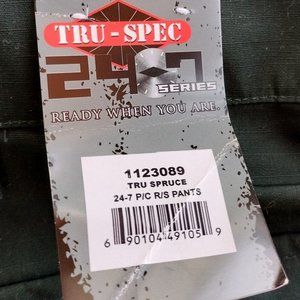 TRU-SPEC
24-7
SERIES
READY WHEN YOU ARE.
1123089
TRU SPRUCE
24-7 P/C R/S PANTS
6 90104 49105 9